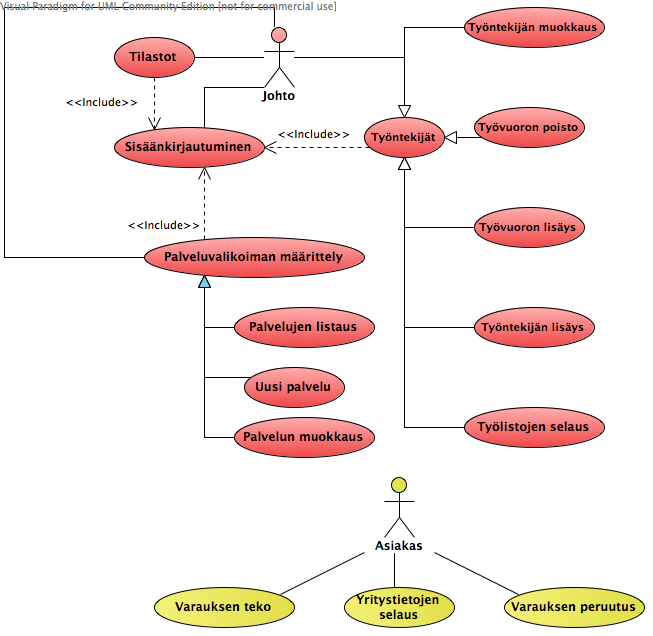 Visual Paradigm for UML Community Edition [not for commercial use]
Työntekijän muokkaus
Tilastot
Johto
<<Include>>
Työvuoron poisto
<<Include>>
Työntekijät
Sisäänkirjautuminen
<<Include>>
Työvuoron lisäys
Palveluvalikoiman määrittely
Palvelujen listaus
Työntekijän lisäys
Uusi palvelu
Palvelun muokkaus
Työlistojen selaus
Asiakas
Varauksen teko
Yritystietojen
selaus
Varauksen peruutus